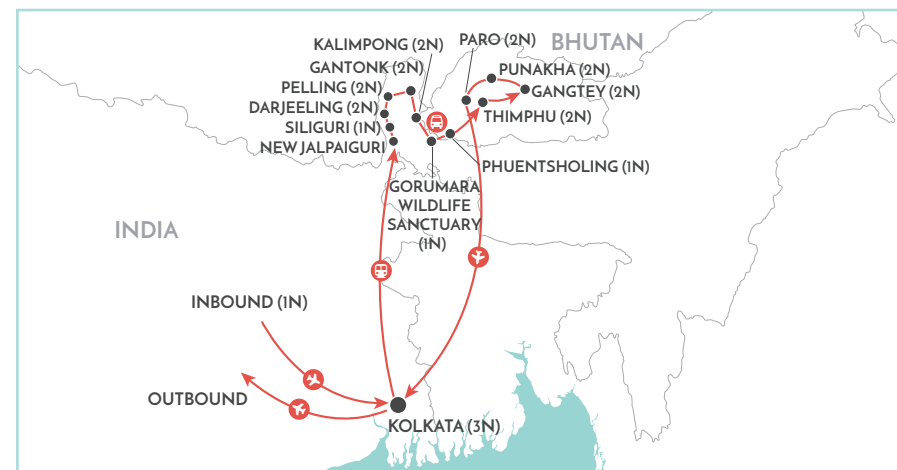 KALIMPONG (2N)
PARO (2N)
BHUTAN
GANTONK (2N)
PUNAKHA (2N)
PELLING (2N)
GANGTEY (2N)
DARJEELING (2N)
THIMPHU (2N)
SILIGURI (1N)
NEW JALPAIGURI
PHUENTSHOLING (1N)
GORUMARA
WILDLIFE
SANCTUARY
(1N)
INDIA
INBOUND (1N)
OUTBOUND
KOLKATA (3N)